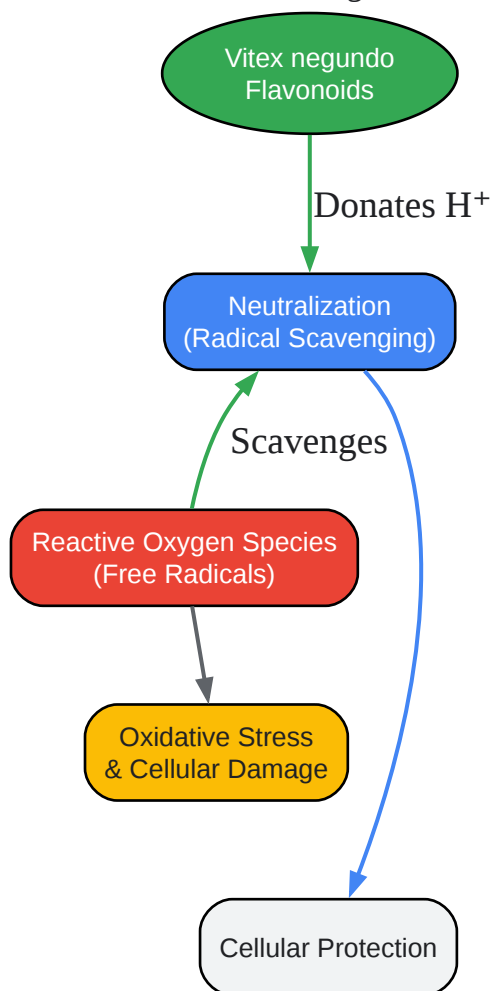 Vitex negundo
Flavonoids
Donates H⁺
Neutralization
(Radical Scavenging)
Scavenges
Reactive Oxygen Species
(Free Radicals)
Oxidative Stress
& Cellular Damage
Cellular Protection